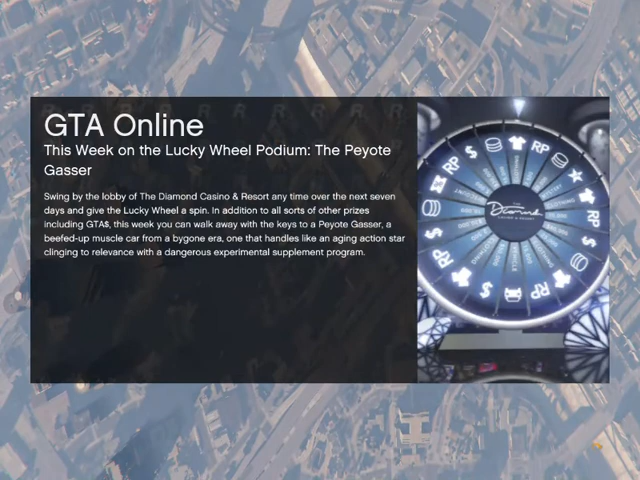 GTA Online
This Week on the Lucky Wheel Podium: The Peyote
Gasser
Swing by the lobby of The Diamond Casino & Resort any time over the next seven
days and give the Lucky Wheel a spin. In addition to all sorts of other prizes
including GTA$, this week you can walk away with the keys to a Peyote Gasser, a
beefed-up muscle car from a bygone era, one that handles like an aging action star
clinging to relevance with a dangerous experimental supplement program.
RP
$
RP
RP
$
RP
$
RP
$
Diamond
CASINO & RESORT